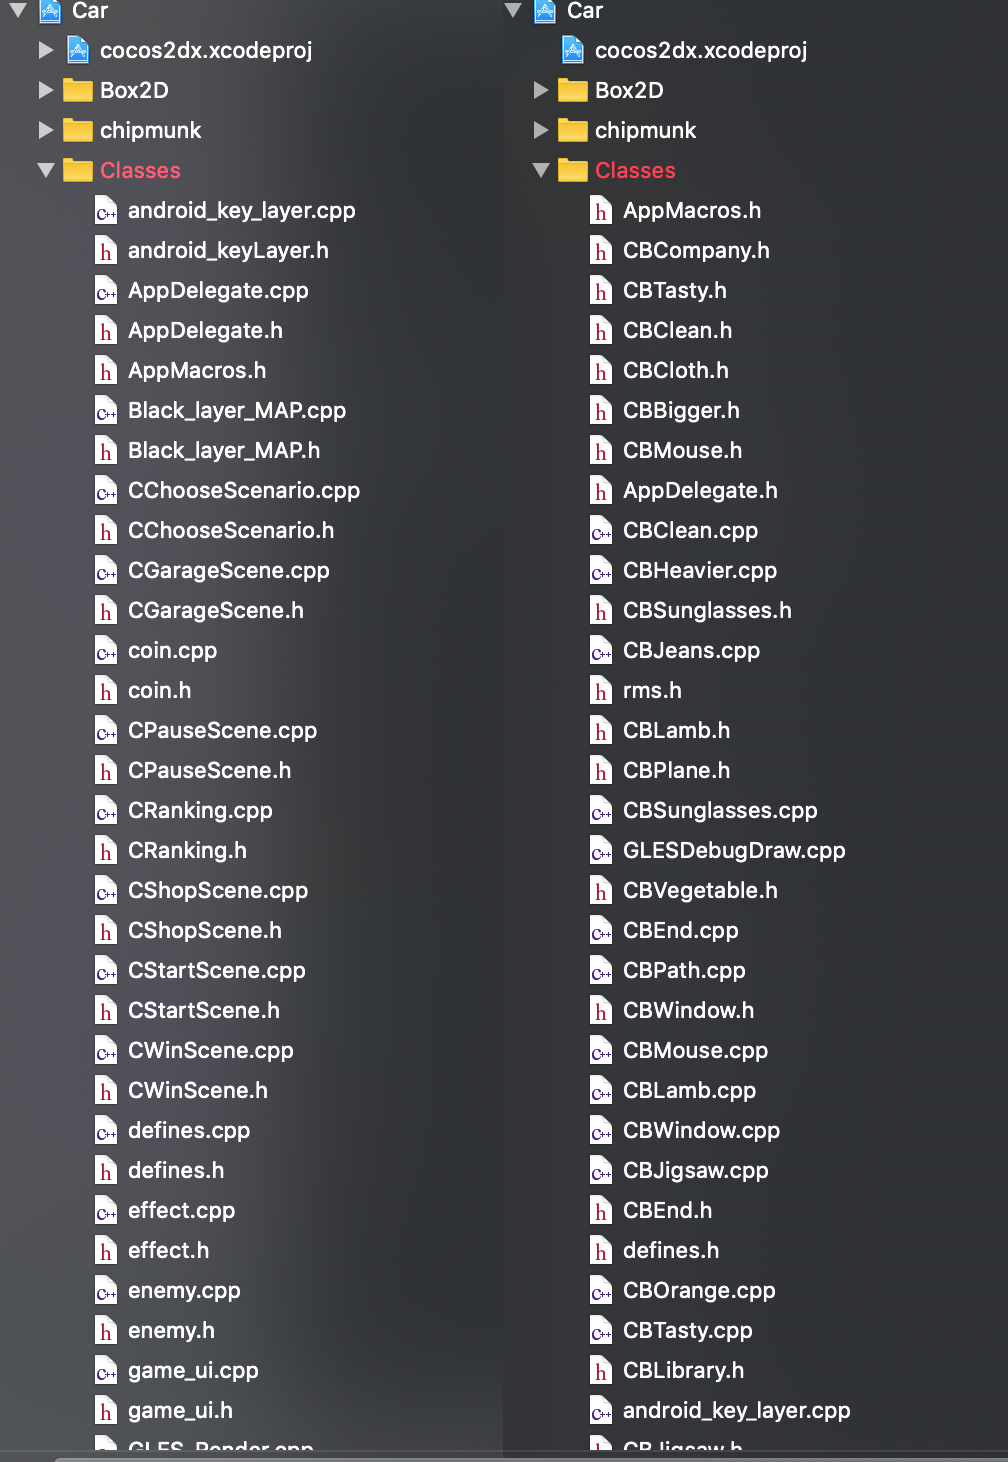 Car
cocos2dx.xcodeproj
Box2D
chipmunk
Classes
android_key_layer.cpp
android_keyLayer.h
AppDelegate.cpp
AppDelegate.h
AppMacros.h
Black_layer_MAP.cpp
Black_layer_MAP.h
CChooseScenario.cpp
CChooseScenario.h
CGarageScene.cpp
CGarageScene.h
coin.cpp
coin.h
CPauseScene.cpp
CPauseScene.h
CRanking.cpp
CRanking.h
CShopScene.cpp
CShopScene.h
CStartScene.cpp
CStartScene.h
CWinScene.cpp
CWinScene.h
defines.cpp
defines.h
effect.cpp
effect.h
enemy.cpp
enemy.h
game_ui.cpp
game_ui.h
GLES_Render.cpp
Car
cocos2dx.xcodeproj
Box2D
chipmunk
Classes
AppMacros.h
CBCompany.h
CBTasty.h
CBClean.h
CBCloth.h
CBBigger.h
CBMouse.h
AppDelegate.h
CBClean.cpp
CBHeavier.cpp
CBSunglasses.h
CBJeans.cpp
rms.h
CBLamb.h
CBPlane.h
CBSunglasses.cpp
GLESDebugDraw.cpp
CBVegetable.h
CBEnd.cpp
CBPath.cpp
CBWindow.h
CBMouse.cpp
CBLamb.cpp
CBWindow.cpp
CBJigsaw.cpp
CBEnd.h
defines.h
CBOrange.cpp
CBTasty.cpp
CBLibrary.h
android_key_layer.cpp
CBJigsaw.h